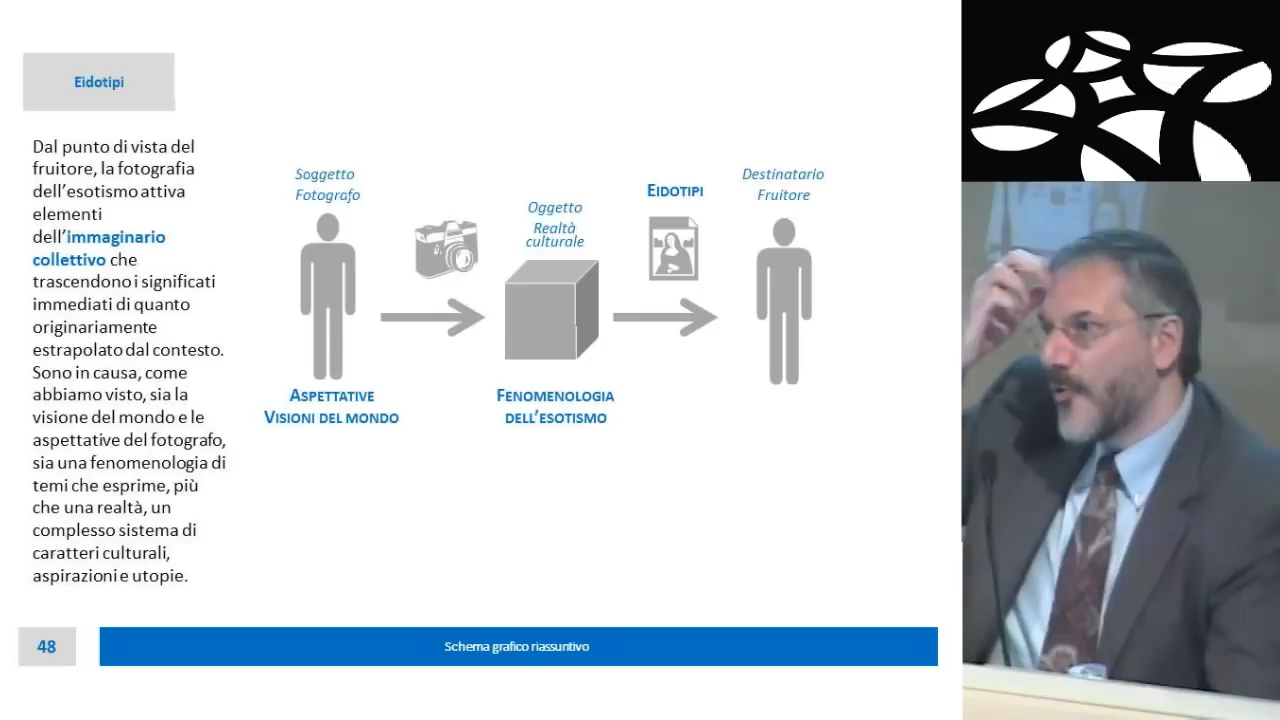 Eidotipi
Dal punto di vista del
fruitore, la fotografia
dell'esotismo attiva
elementi
dell'immaginario
collettivo che
trascendono i significati
immediati di quanto
originariamente
estrapolato dal contesto.
Sono in causa, come
abbiamo visto, sia la
visione del mondo e le
aspettative del fotografo,
sia una fenomenologia di
temi che esprime, più
che una realtà, un
complesso sistema di
caratteri culturali,
aspirazioni e utopie.
Soggetto
Fotografo
ASPETTATIVE
VISIONI DEL MONDO
Oggetto
Realtà
culturale
FENOMENOLOGIA
DELL'ESOTISMO
EIDOTIPI
Destinatario
Fruitore
48
Schema grafico riassuntivo